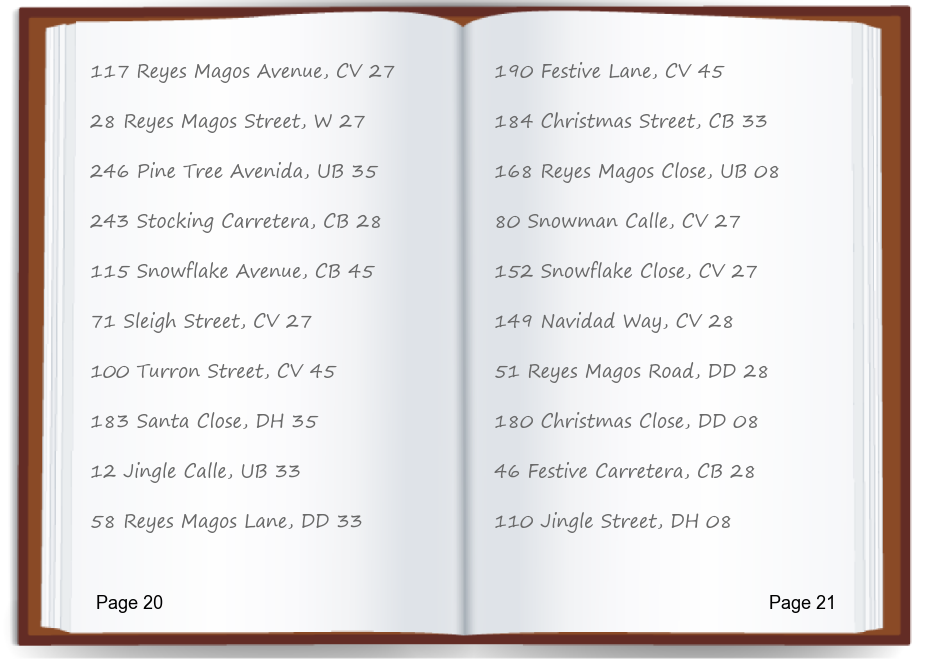 117 Reyes Magos Avenue, CV 27
28 Reyes Magos Street, W 27
246 Pine Tree Avenida, UB 35
243 Stocking Carretera, CB 28
115 Snowflake Avenue, CB 45
71 Sleigh Street, CV 27
100 Turron Street, CV 45
183 Santa Close, DH 35
12 Jingle Calle, UB 33
58 Reyes Magos Lane, DD 33
Page 20
190 Festive Lane, CV 45
184 Christmas Street, CB 33
168 Reyes Magos Close, UB 08
80 Snowman Calle, CV 27
152 Snowflake Close, CV 27
149 Navidad Way, CV 28
51 Reyes Magos Road, DD 28
180 Christmas Close, DD 08
46 Festive Carretera, CB 28
110 Jingle Street, DH 08
Page 21